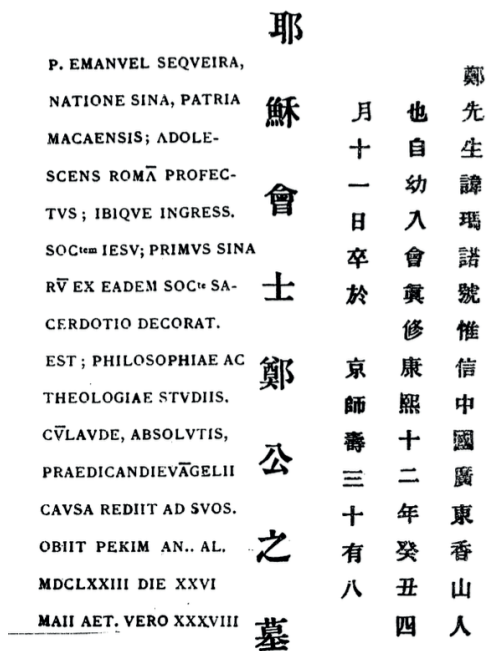 P. EMANVEL SEQVEIRA,
NATIONE SINA, PATRIA
MACAENSIS; ADOLE-
SCENS ROMĀ PROFEC-
TVS; IBIQVE INGRESS.
SOCtem IESV; PRIMVS SINA
RV̄ EX EADEM SOCte SA-
CERDOTIO DECORAT.
EST; PHILOSOPHIAE AC
THEOLOGIAE STVDIIS.
CV̄LAVDE, ABSOLVTIS,
PRAEDICANDIEVĀGELII
CAVSA REDIIT AD SVOS.
OBIIT PEKIM AN.. AL.
MDCLXXIII DIE XXVI
MAII AET. VERO XXXVIII
耶穌會士鄭公之墓
鄭先生諱瑪諾號惟信中國廣東香山人
也自幼入會眞修康熙十二年癸丑四
月十一日卒於京師壽三十有八